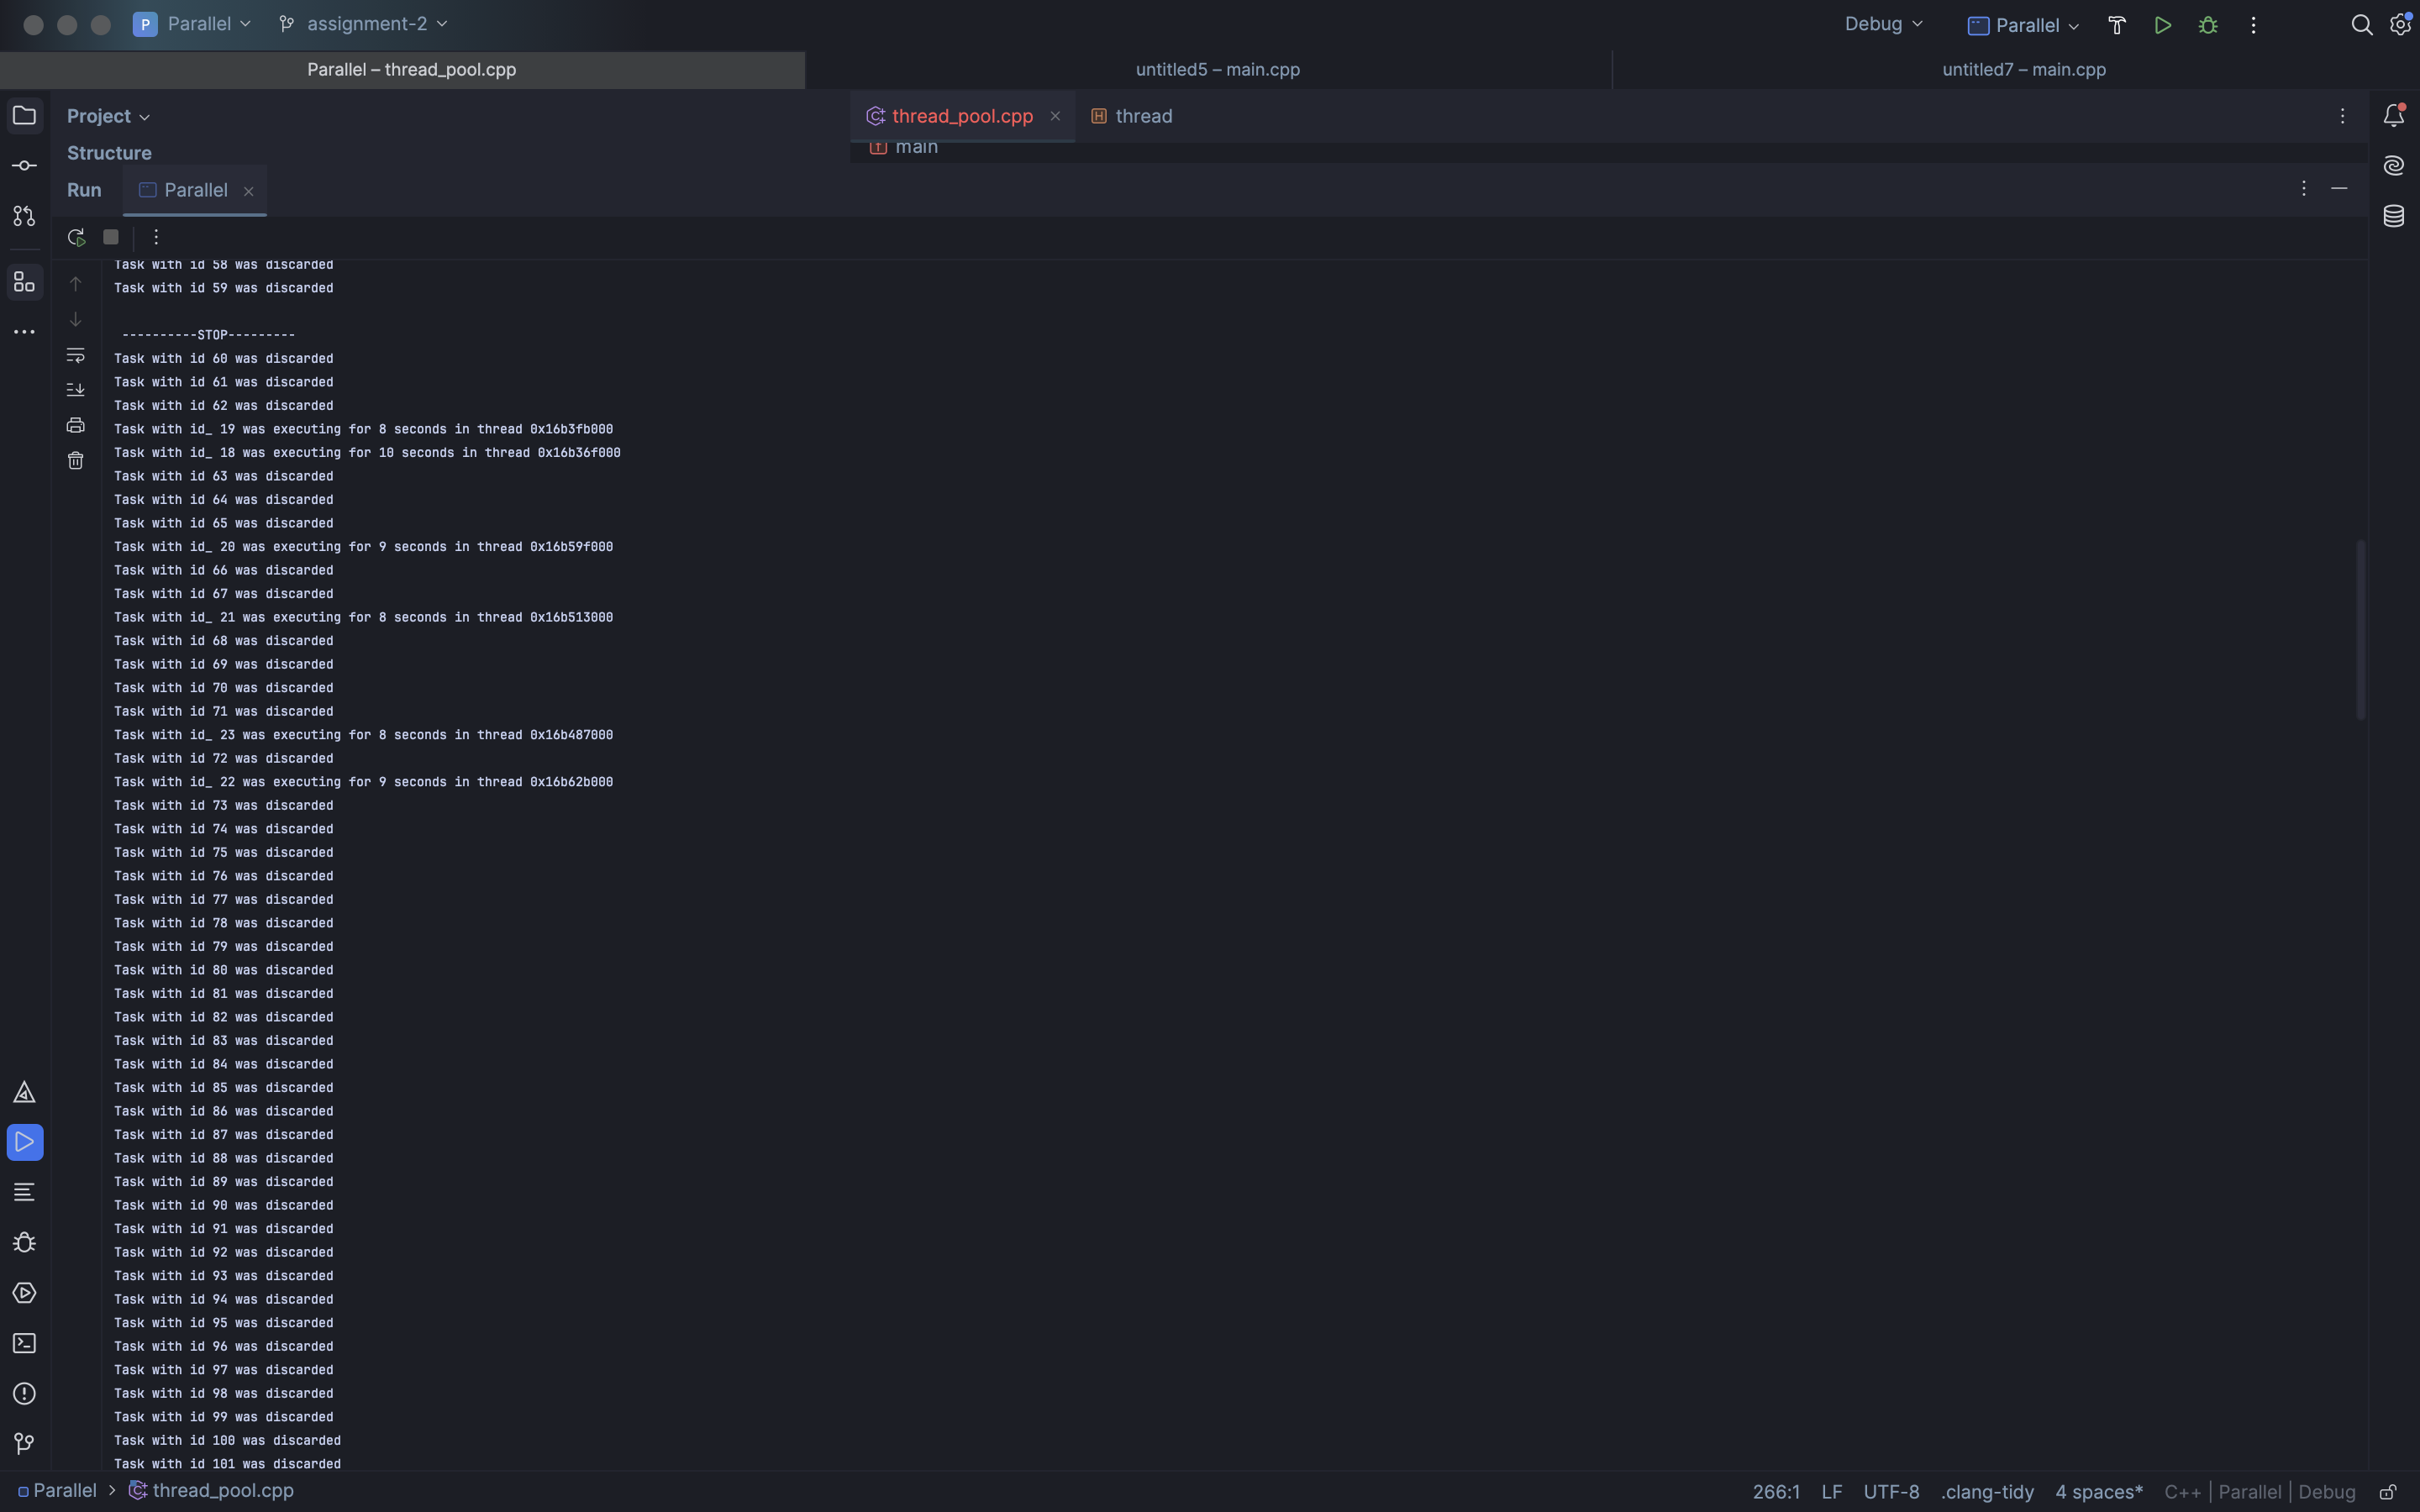 P Parallel assignment-2 Debug Parallel
Parallel – thread_pool.cpp untitled5 – main.cpp untitled7 – main.cpp
Project thread_pool.cpp thread
Structure main
Run Parallel
Task with id 58 was discarded
Task with id 59 was discarded
----------STOP---------
Task with id 60 was discarded
Task with id 61 was discarded
Task with id 62 was discarded
Task with id_ 19 was executing for 8 seconds in thread 0x16b3fb000
Task with id_ 18 was executing for 10 seconds in thread 0x16b36f000
Task with id 63 was discarded
Task with id 64 was discarded
Task with id 65 was discarded
Task with id_ 20 was executing for 9 seconds in thread 0x16b59f000
Task with id 66 was discarded
Task with id 67 was discarded
Task with id_ 21 was executing for 8 seconds in thread 0x16b513000
Task with id 68 was discarded
Task with id 69 was discarded
Task with id 70 was discarded
Task with id 71 was discarded
Task with id_ 23 was executing for 8 seconds in thread 0x16b487000
Task with id 72 was discarded
Task with id_ 22 was executing for 9 seconds in thread 0x16b62b000
Task with id 73 was discarded
Task with id 74 was discarded
Task with id 75 was discarded
Task with id 76 was discarded
Task with id 77 was discarded
Task with id 78 was discarded
Task with id 79 was discarded
Task with id 80 was discarded
Task with id 81 was discarded
Task with id 82 was discarded
Task with id 83 was discarded
Task with id 84 was discarded
Task with id 85 was discarded
Task with id 86 was discarded
Task with id 87 was discarded
Task with id 88 was discarded
Task with id 89 was discarded
Task with id 90 was discarded
Task with id 91 was discarded
Task with id 92 was discarded
Task with id 93 was discarded
Task with id 94 was discarded
Task with id 95 was discarded
Task with id 96 was discarded
Task with id 97 was discarded
Task with id 98 was discarded
Task with id 99 was discarded
Task with id 100 was discarded
Task with id 101 was discarded
Parallel > thread_pool.cpp 266:1 LF UTF-8 .clang-tidy 4 spaces* C++ | Parallel | Debug